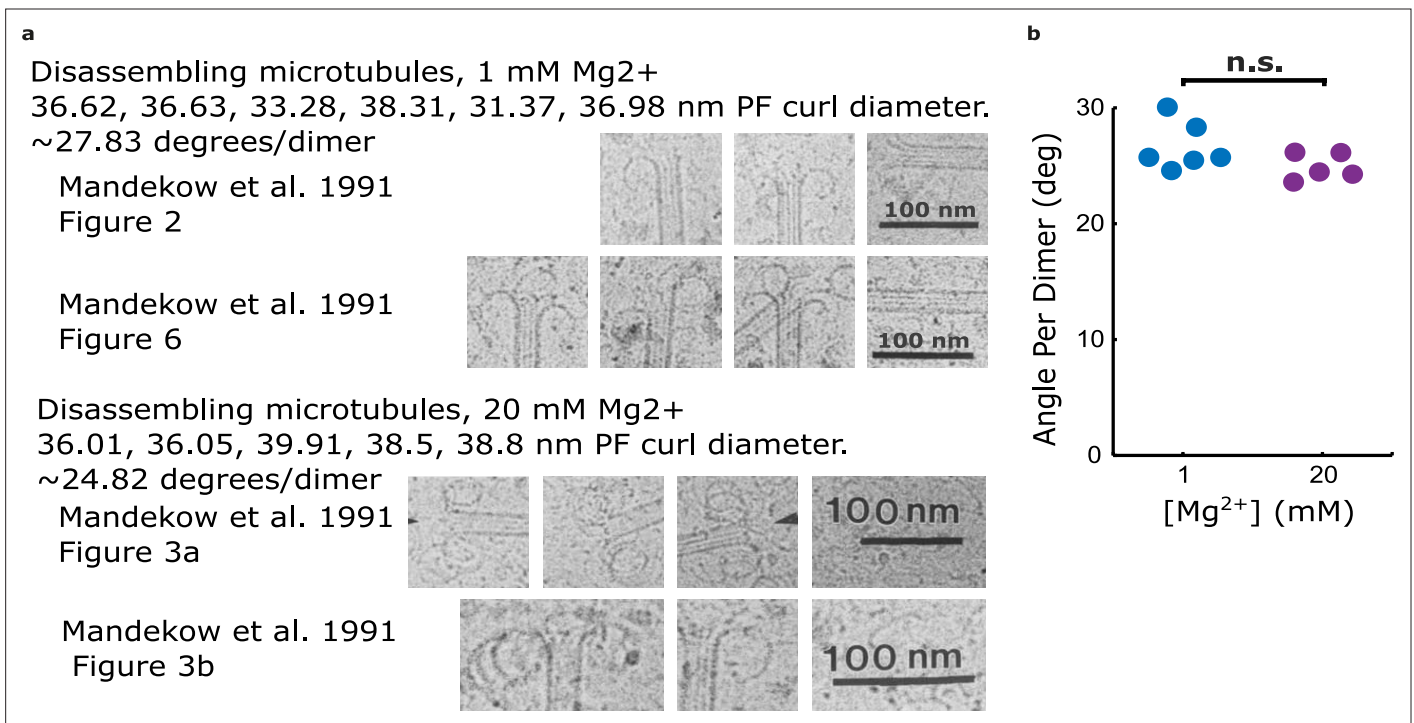 a
Disassembling microtubules, 1 mM Mg2+
36.62, 36.63, 33.28, 38.31, 31.37, 36.98 nm PF curl diameter.
~27.83 degrees/dimer
Mandekow et al. 1991
Figure 2
100 nm
Mandekow et al. 1991
Figure 6
100 nm
Disassembling microtubules, 20 mM Mg2+
36.01, 36.05, 39.91, 38.5, 38.8 nm PF curl diameter.
~24.82 degrees/dimer
Mandekow et al. 1991
Figure 3a
100 nm
Mandekow et al. 1991
Figure 3b
100 nm
b
n.s.
30
20
10
0
Angle Per Dimer (deg)
1
20
[Mg²⁺] (mM)